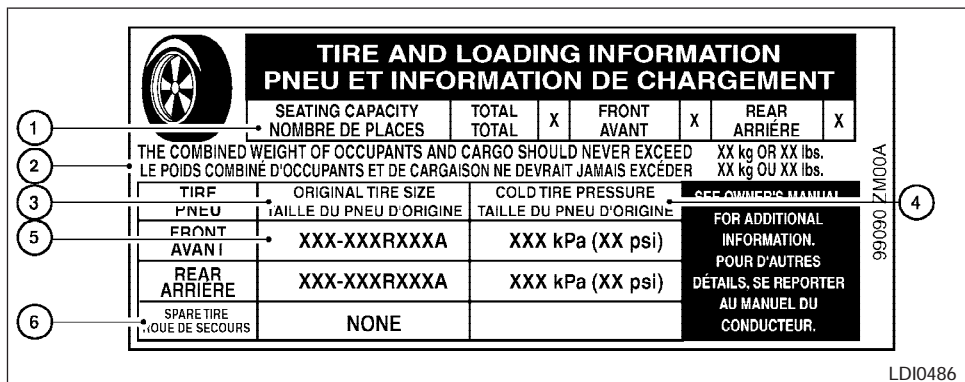 TIRE AND LOADING INFORMATION
PNEU ET INFORMATION DE CHARGEMENT
1
SEATING CAPACITY TOTAL X FRONT X REAR X
NOMBRE DE PLACES TOTAL AVANT ARRIÉRE
2
THE COMBINED WEIGHT OF OCCUPANTS AND CARGO SHOULD NEVER EXCEED XX kg OR XX lbs.
LE POIDS COMBINÉ D'OCCUPANTS ET DE CARGAISON NE DEVRAIT JAMAIS EXCÉDER XX kg OU XX lbs.
3
TIRE ORIGINAL TIRE SIZE COLD TIRE PRESSURE
PNEU TAILLE DU PNEU D'ORIGINE TAILLE DU PNEU D'ORIGINE
4
5
FRONT
AVANT XXX-XXXRXXXA XXX kPa (XX psi)
REAR
ARRIÈRE XXX-XXXRXXXA XXX kPa (XX psi)
6
SPARE TIRE
ROUE DE SECOURS NONE
SEE OWNER'S MANUAL
FOR ADDITIONAL
INFORMATION.
POUR D'AUTRES
DÉTAILS, SE REPORTER
AU MANUEL DU
CONDUCTEUR.
99090 ZM00A
LDI0486